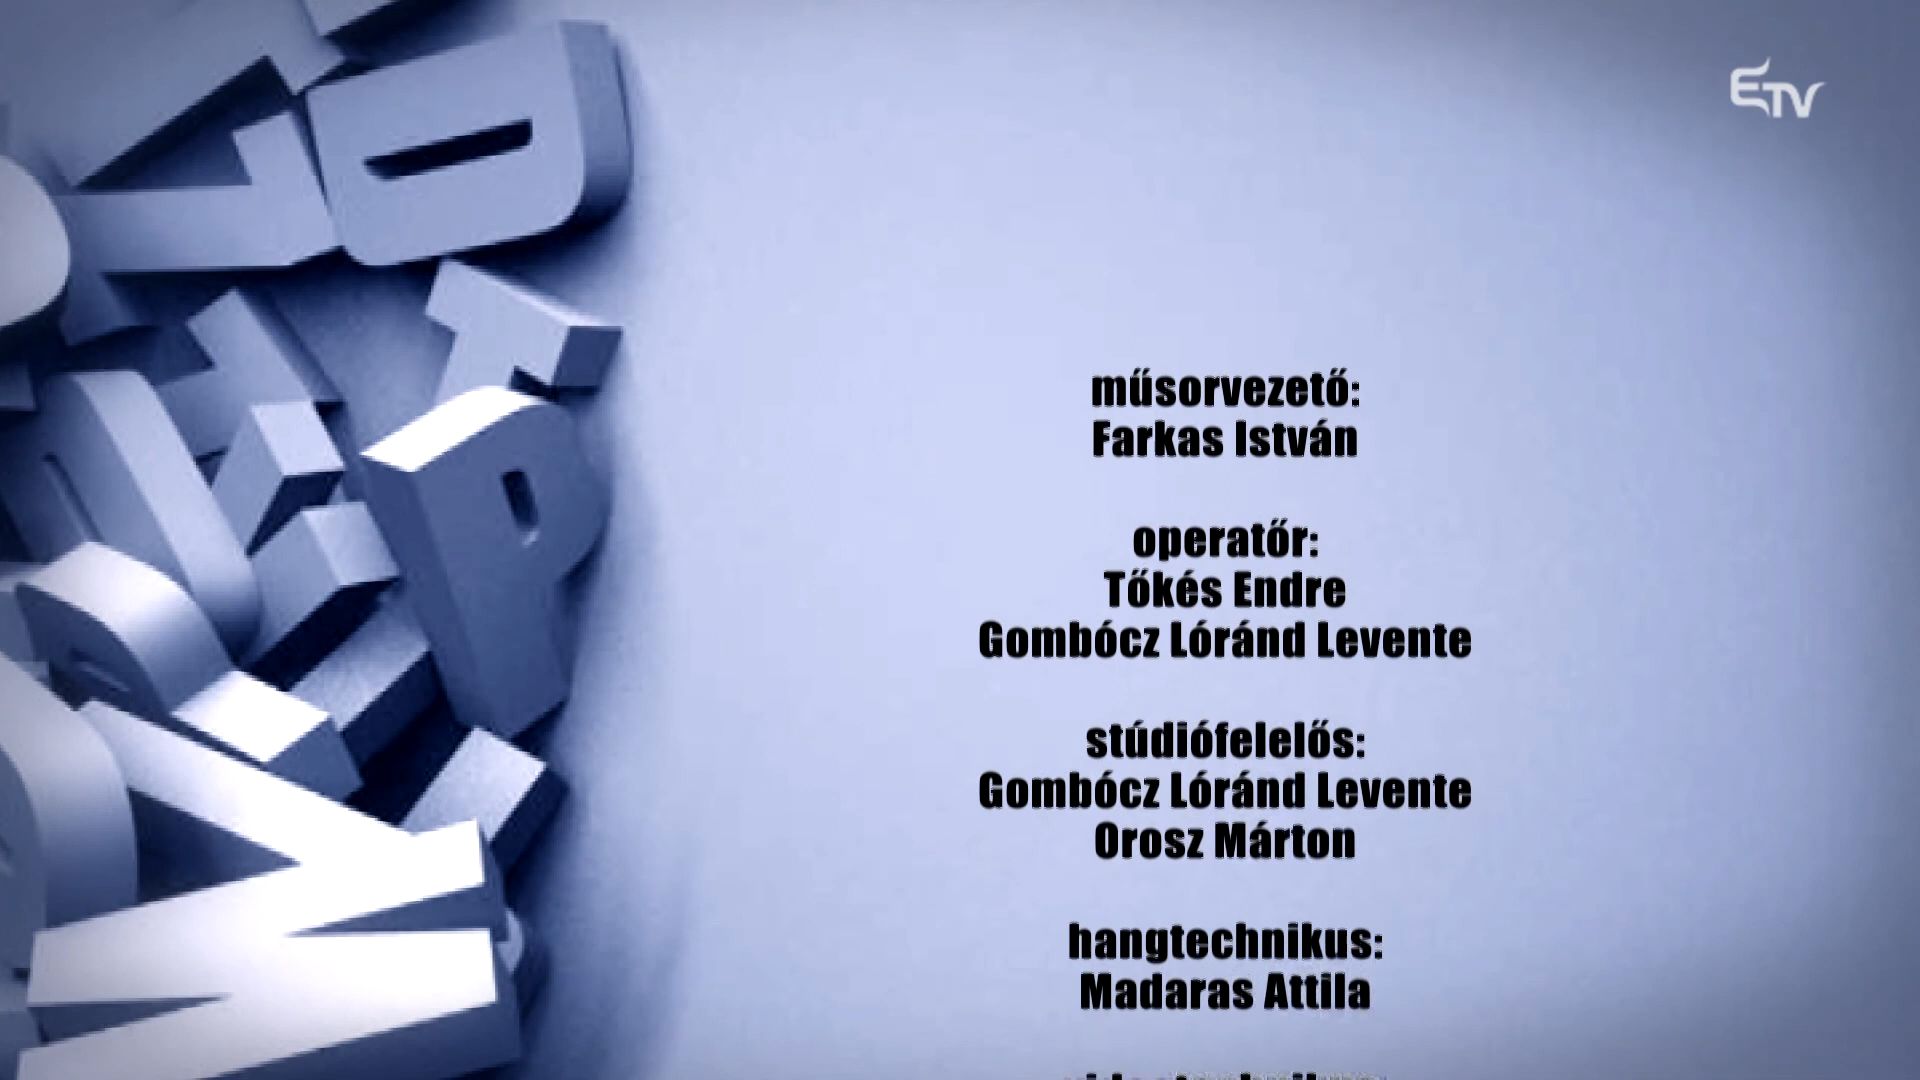 ETV
műsorvezető:
Farkas István
operatőr:
Tőkés Endre
Gombócz Lóránd Levente
stúdiófelelős:
Gombócz Lóránd Levente
Orosz Márton
hangtechnikus:
Madaras Attila